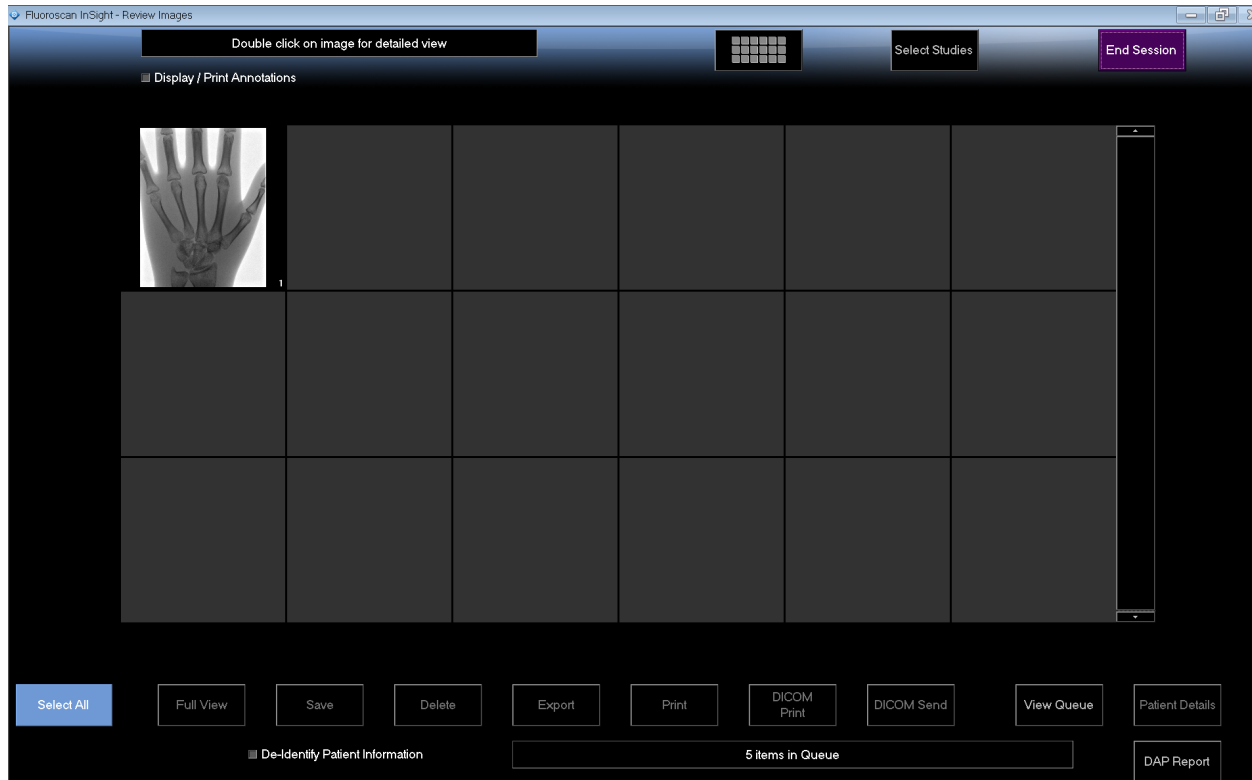 Fluoroscan InSight - Review Images
Double click on image for detailed view
Select Studies
End Session
Display / Print Annotations
1
Select All
Full View
Save
Delete
Export
Print
DICOM
Print
DICOM Send
View Queue
Patient Details
De-Identify Patient Information
5 items in Queue
DAP Report